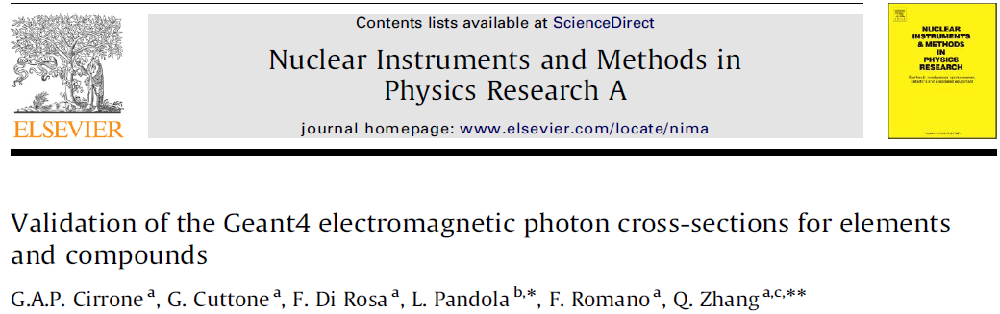 Contents lists available at ScienceDirect
Nuclear Instruments and Methods in
Physics Research A
journal homepage: www.elsevier.com/locate/nima
ELSEVIER
NUCLEAR
INSTRUMENTS
& METHODS
IN
PHYSICS
RESEARCH
Validation of the Geant4 electromagnetic photon cross-sections for elements
and compounds
G.A.P. Cirrone a, G. Cuttone a, F. Di Rosa a, L. Pandola b,*, F. Romano a, Q. Zhang a,c,**